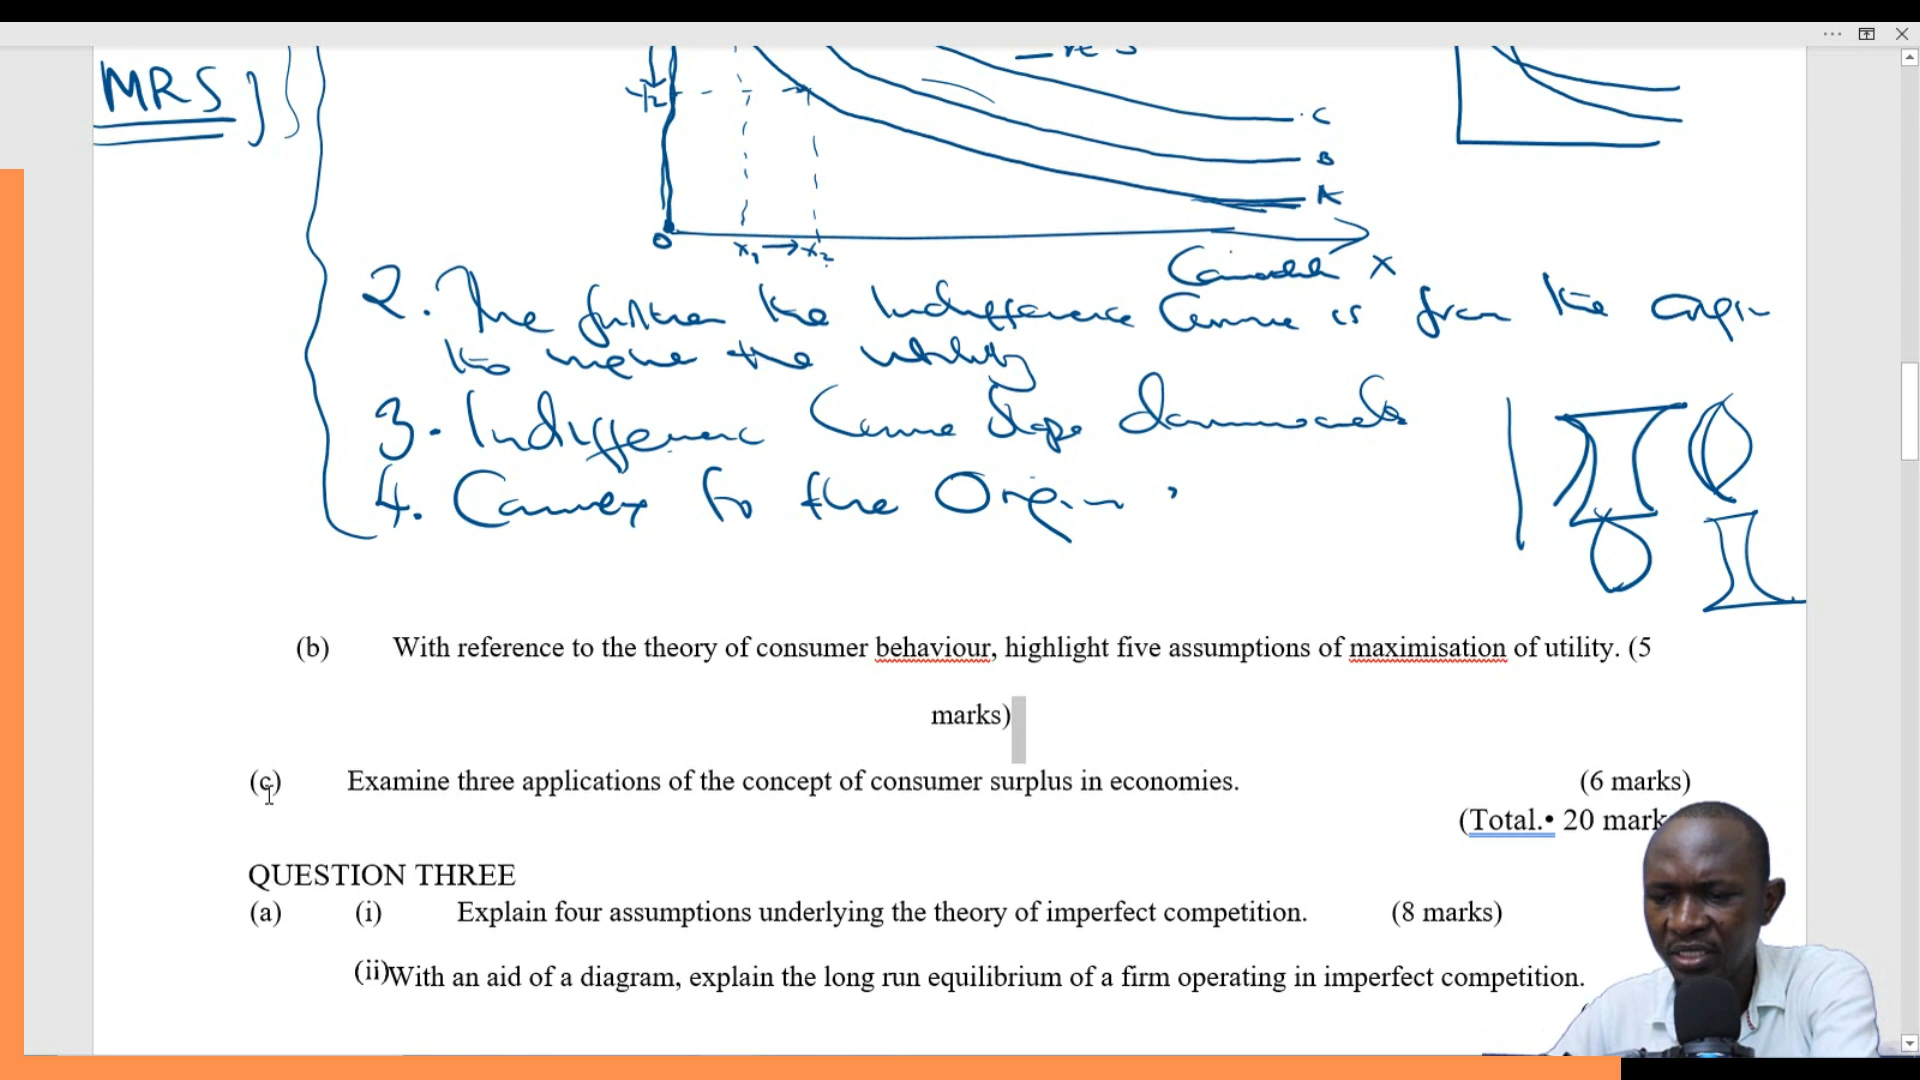 MRS
C
B
A
O
x₁ → x₂
X
2. The further the Indifference Curve is from the origin
the the utility
3. Indifference Curve Slope downwards
4. Convex to the Origin
(b) With reference to the theory of consumer behaviour, highlight five assumptions of maximisation of utility. (5
marks)
(c) Examine three applications of the concept of consumer surplus in economies. (6 marks)
(Total.• 20 mark
QUESTION THREE
(a) (i) Explain four assumptions underlying the theory of imperfect competition. (8 marks)
(ii)With an aid of a diagram, explain the long run equilibrium of a firm operating in imperfect competition.